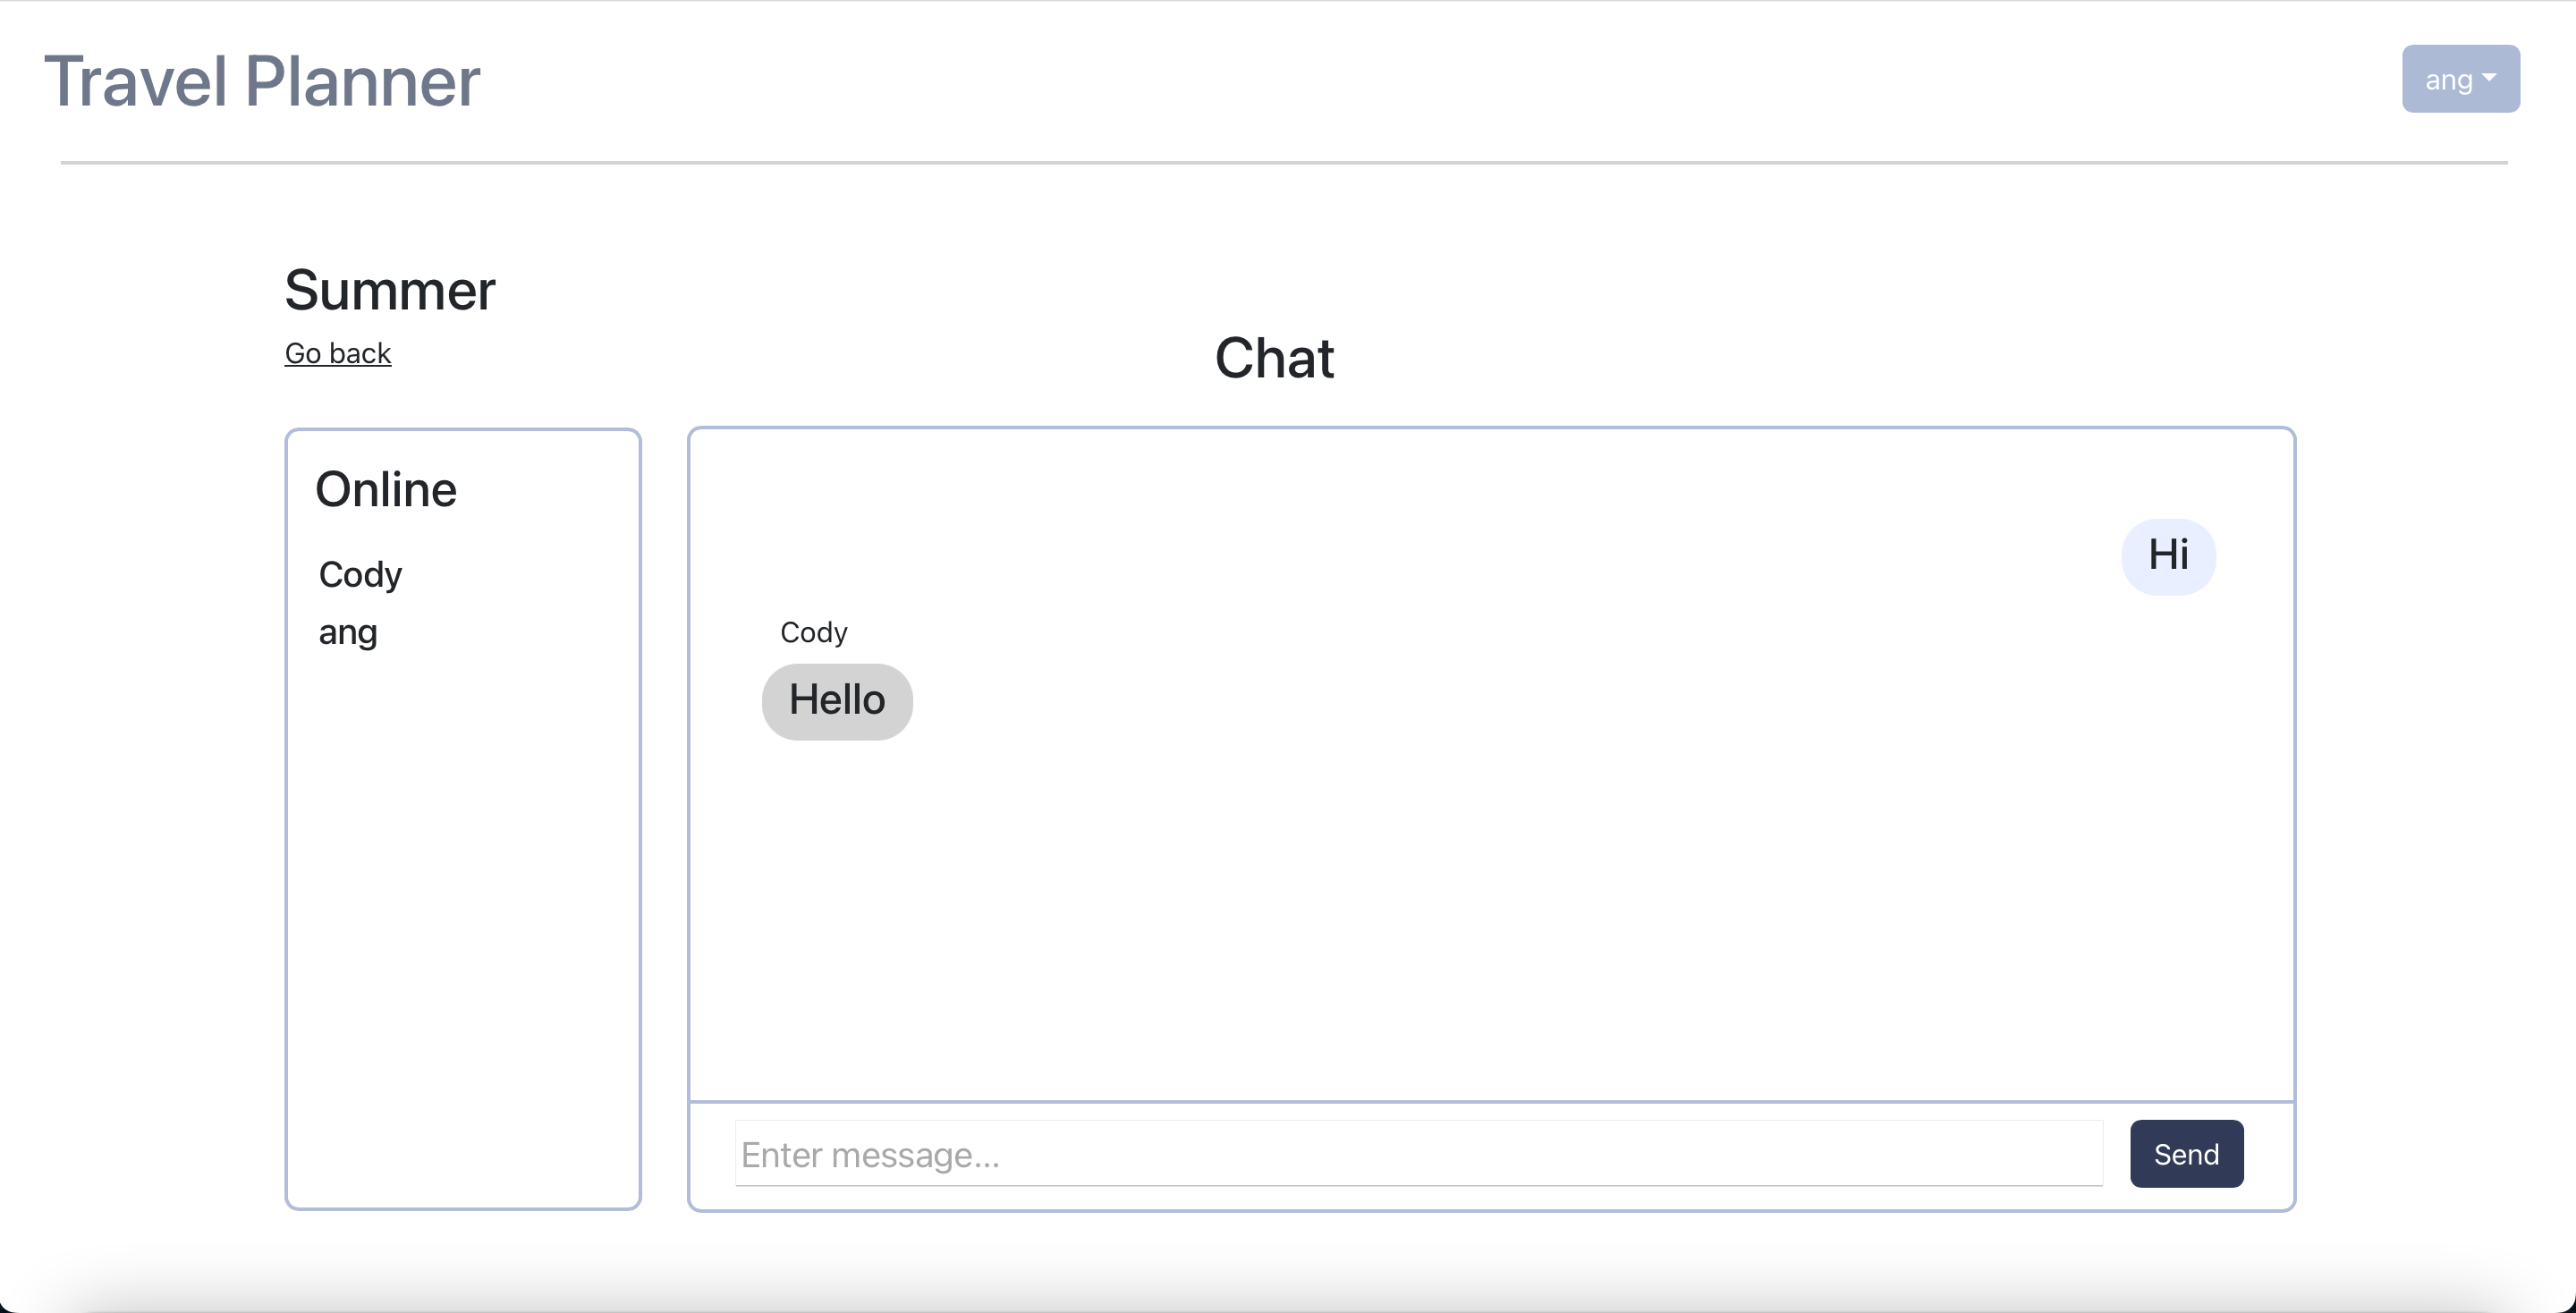 Travel Planner
ang
Summer
Go back
Chat
Online
Cody
ang
Hi
Cody
Hello
Enter message...
Send